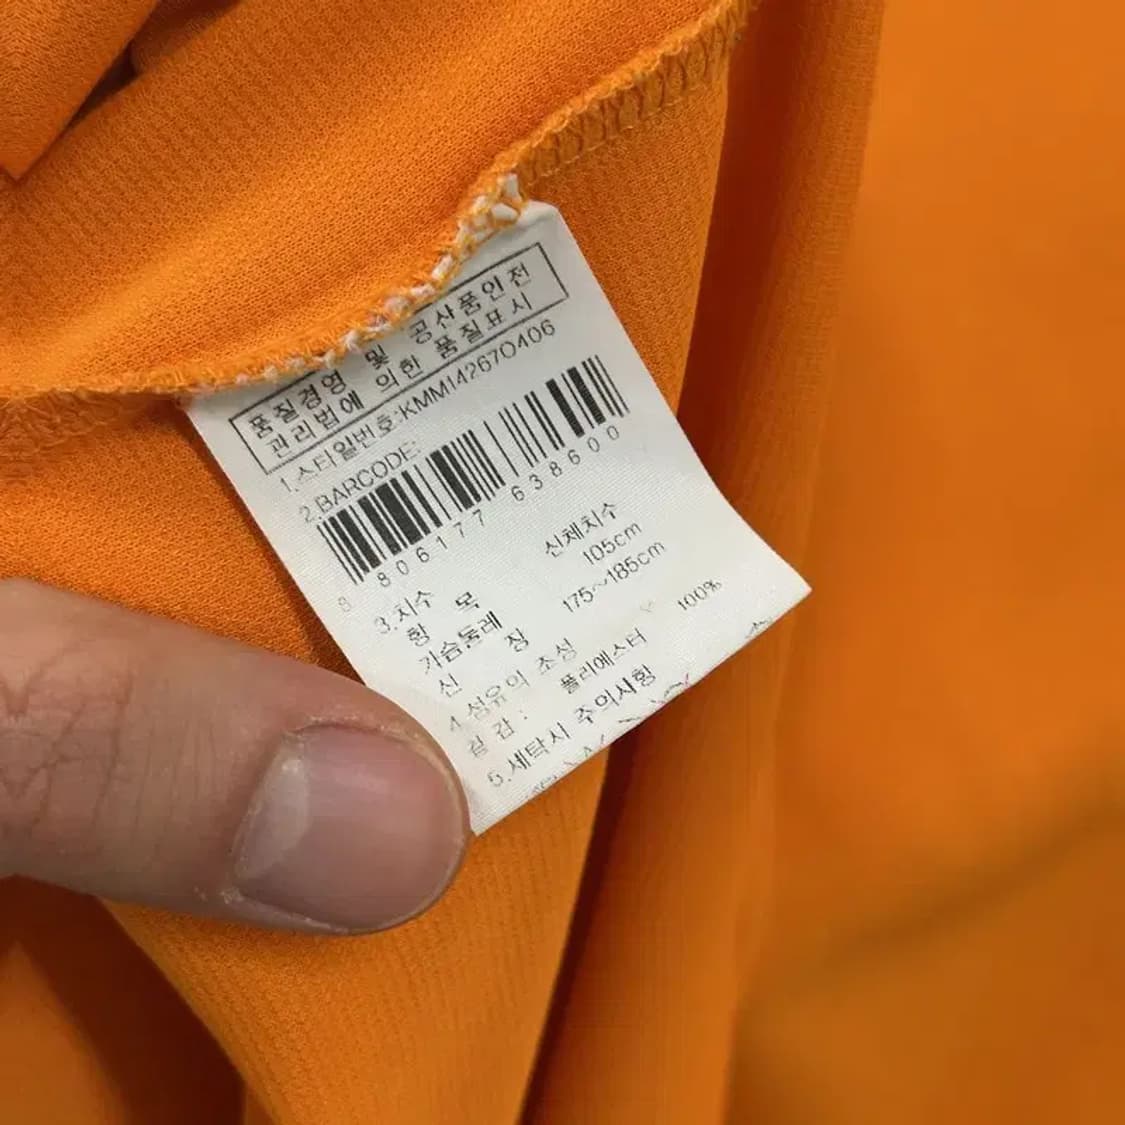 품질경영 및 공산품안전
관리법에 의한 품질표시
1.스타일번호:KMM14267O406
2.BARCODE:
8 806177 638600
3.치수
항 목 신체치수
가슴둘레 105cm
신 장 175~185cm
4.섬유의 조성
겉감 : 폴리에스터 100%
5.세탁시 주의사항